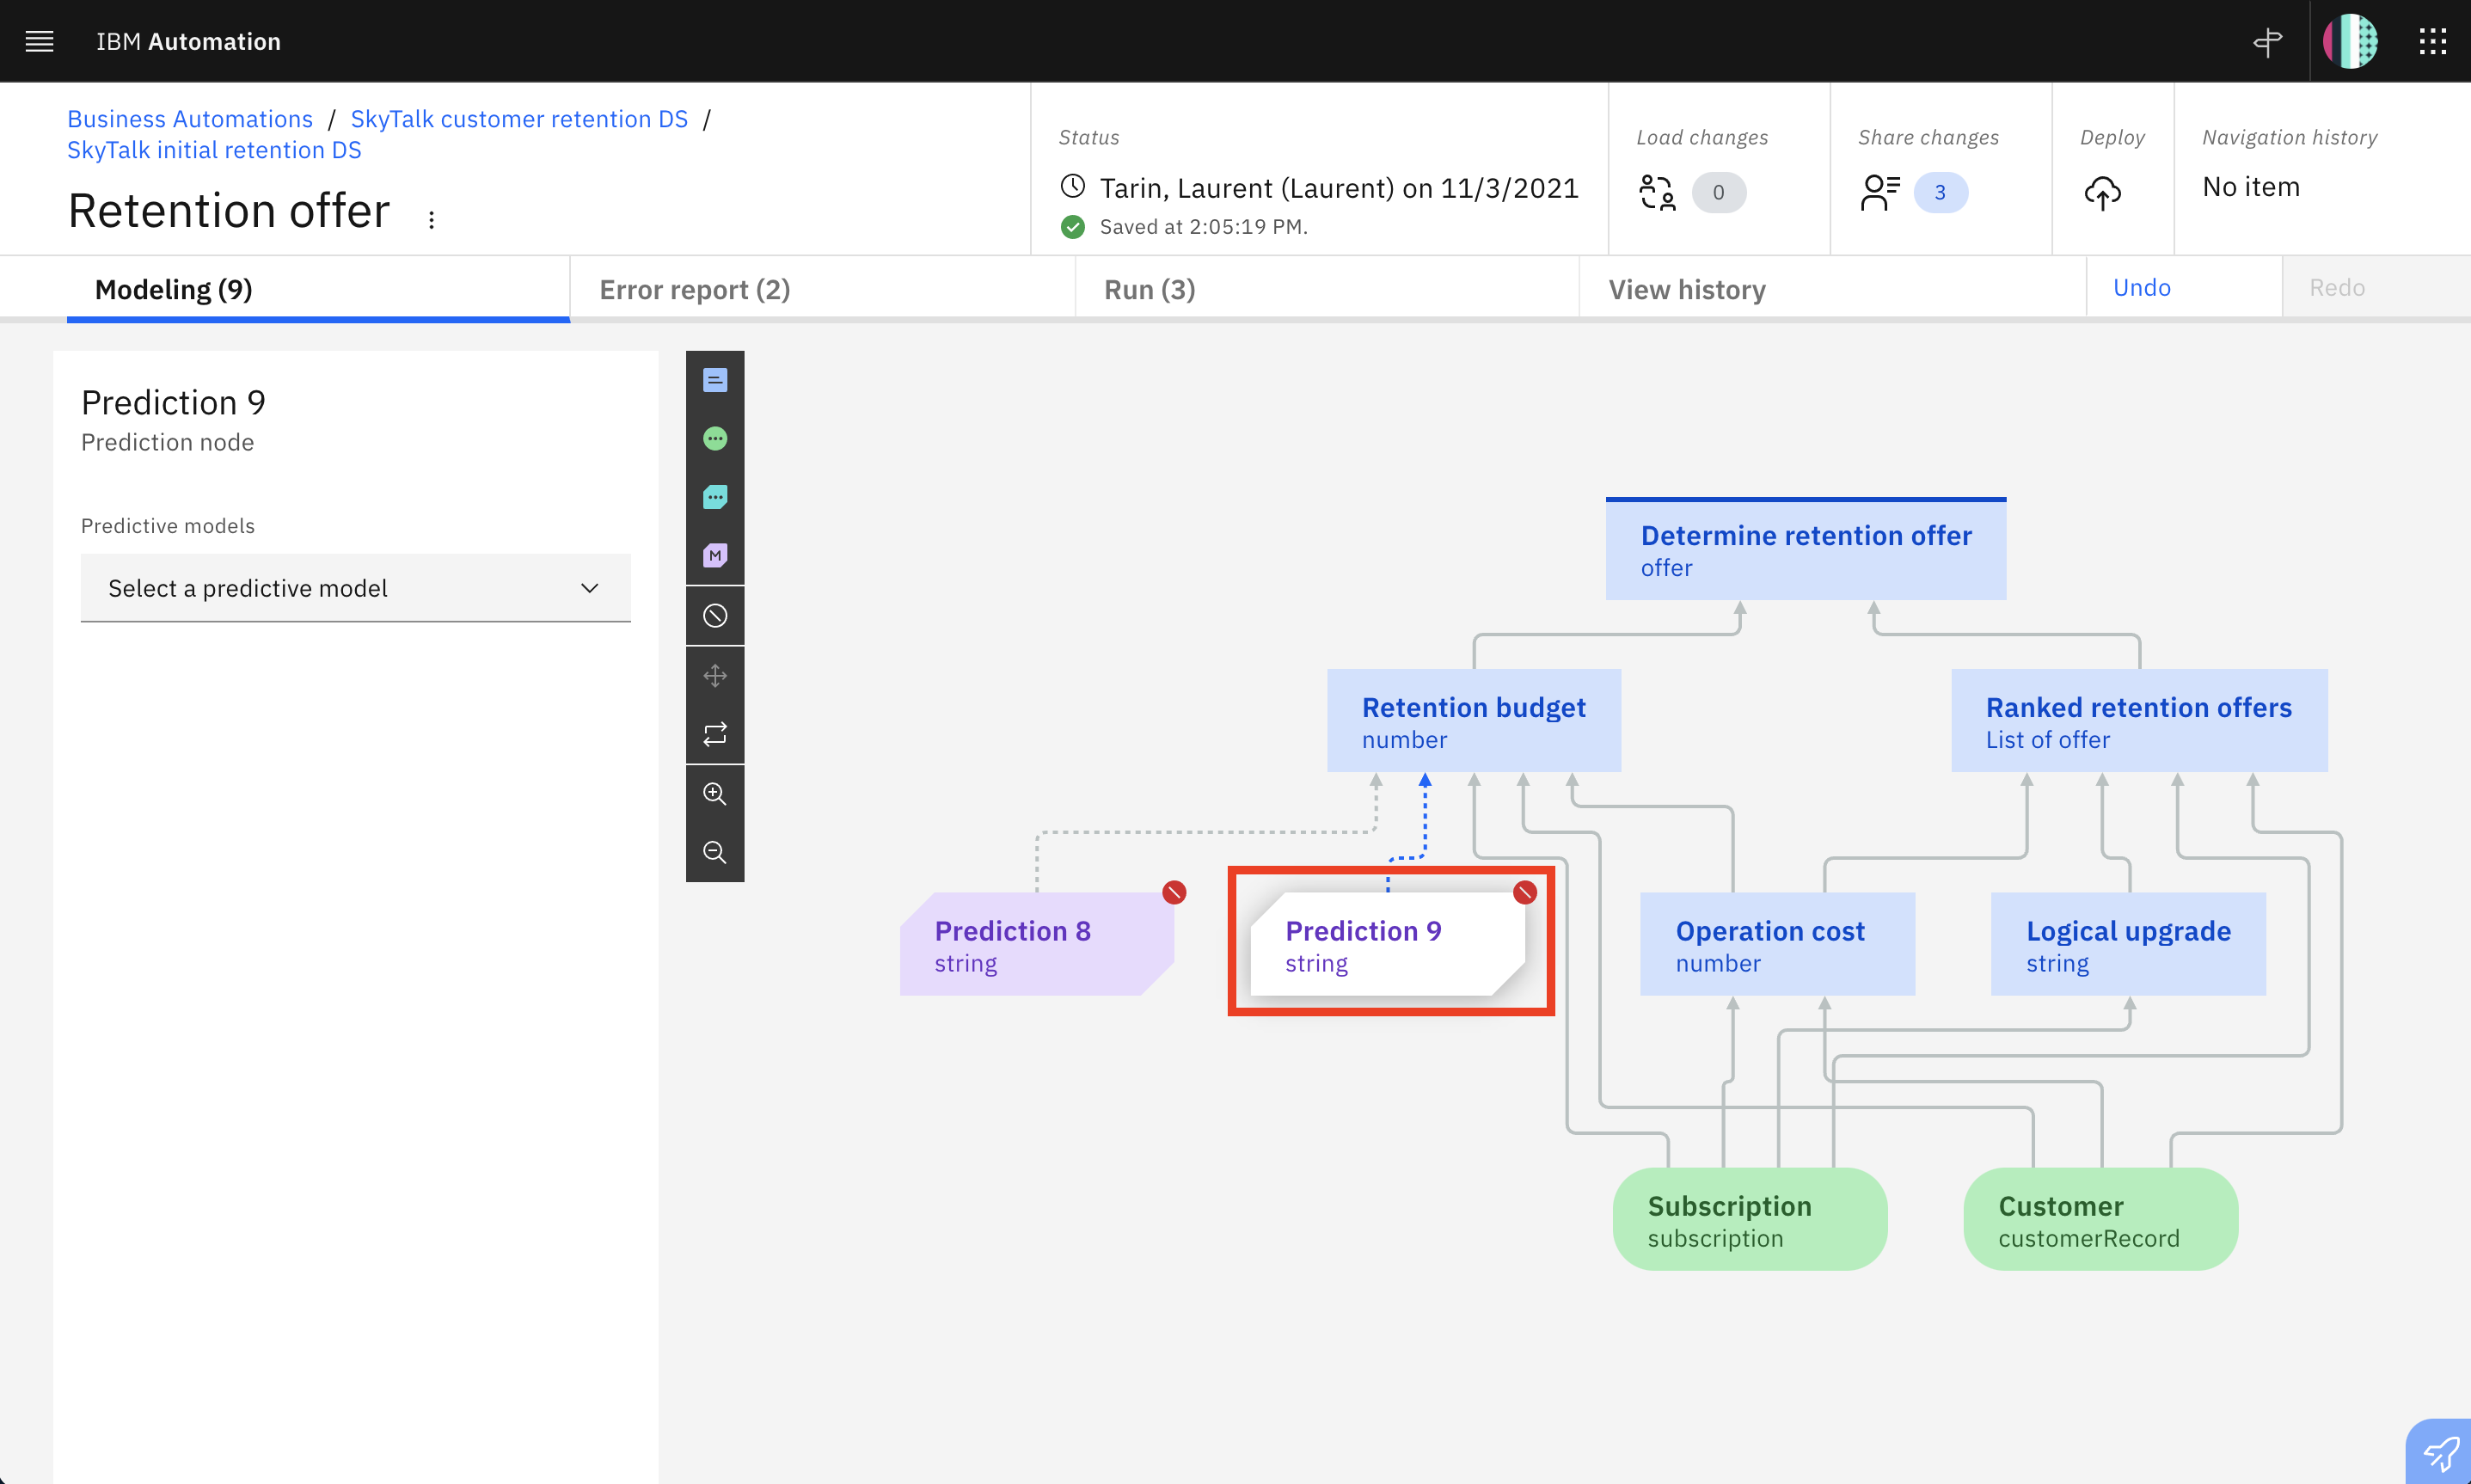 IBM Automation
Business Automations / SkyTalk customer retention DS /
SkyTalk initial retention DS
Retention offer
Status
Tarin, Laurent (Laurent) on 11/3/2021
Saved at 2:05:19 PM.
Load changes
0
Share changes
3
Deploy
Navigation history
No item
Modeling (9)
Error report (2)
Run (3)
View history
Undo
Redo
Prediction 9
Prediction node
Predictive models
Select a predictive model
M
Determine retention offer
offer
Retention budget
number
Ranked retention offers
List of offer
Prediction 8
string
Prediction 9
string
Operation cost
number
Logical upgrade
string
Subscription
subscription
Customer
customerRecord